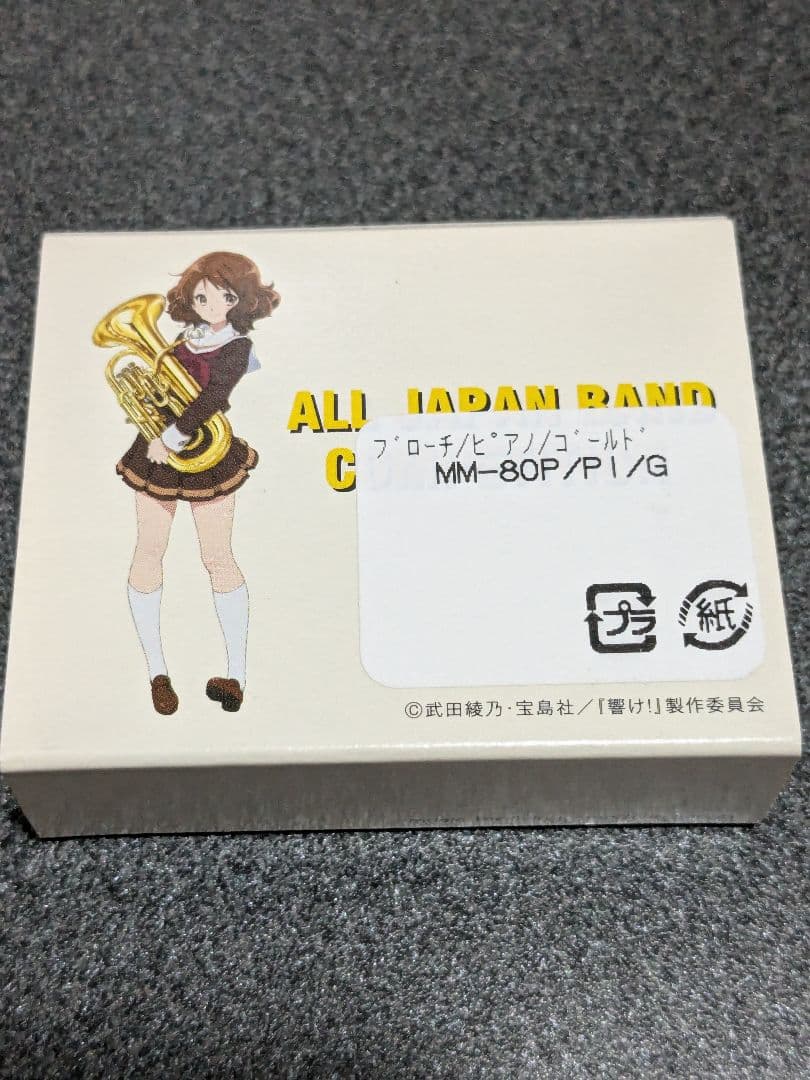 ALL JAPAN BAND
C
ブローチ/ピアノ/ゴールド
MM-80P/PI/G
プラ
紙
©武田綾乃・宝島社／『響け!』製作委員会